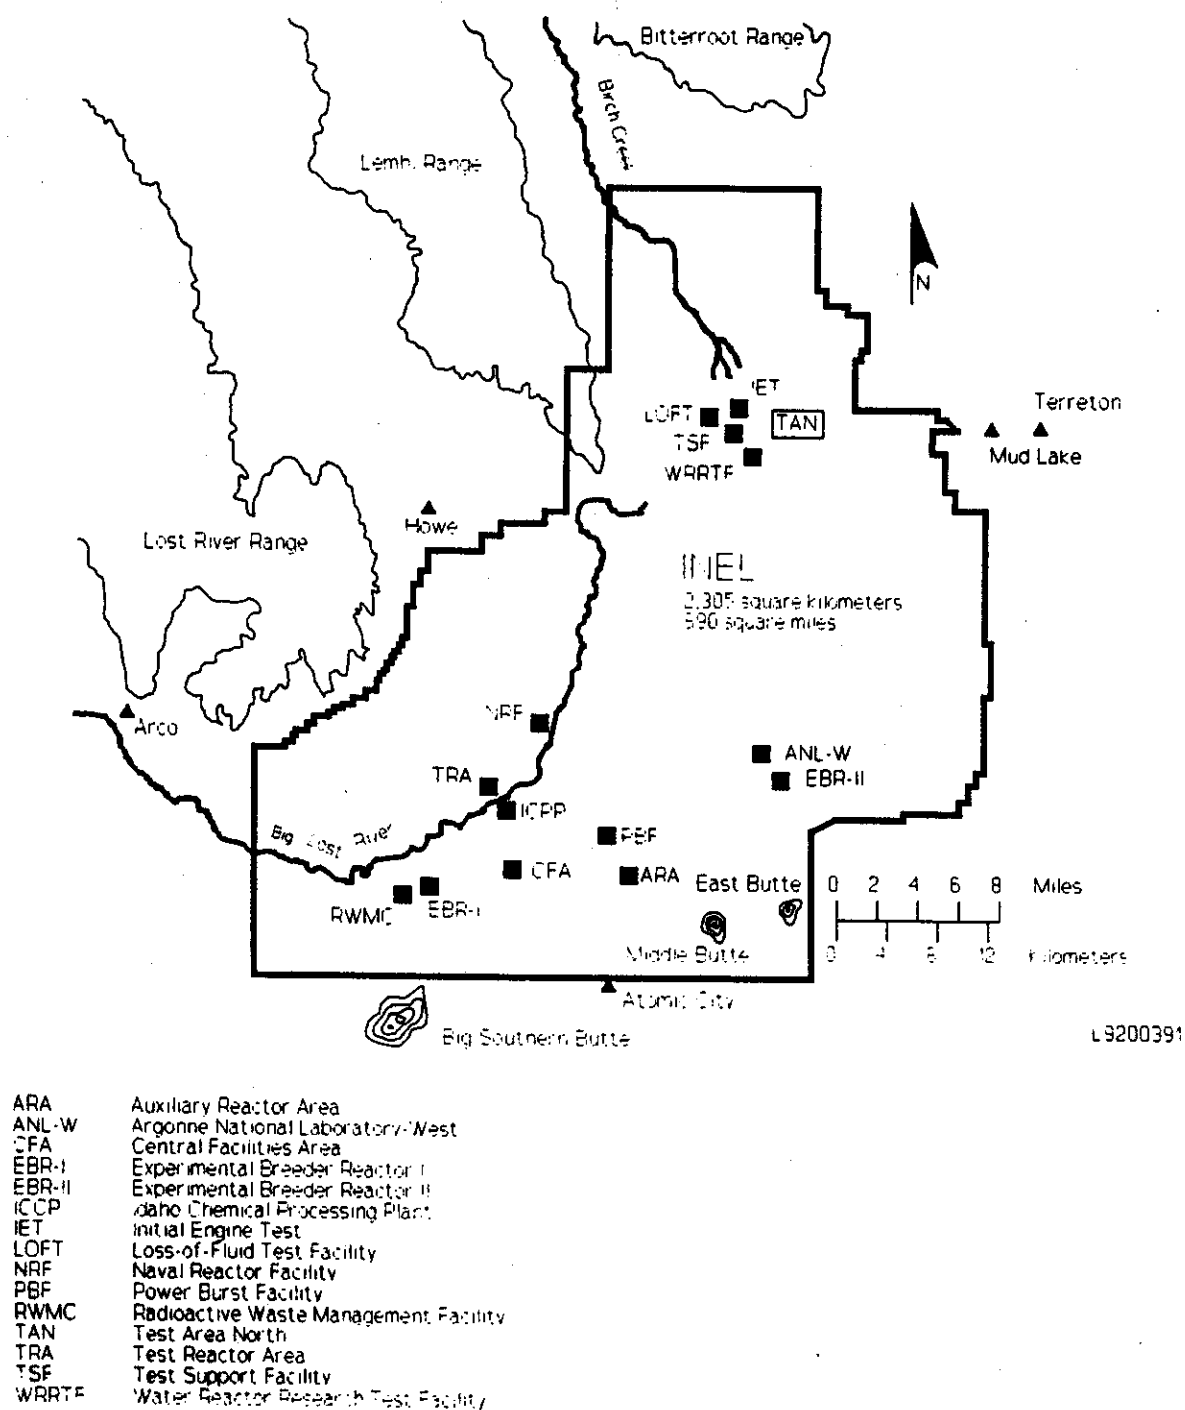 Bitterroot Range
Birch Creek
Lemhi Range
N
IET
LOFT
TAN
TSF
WRRTF
Terreton
Mud Lake
Howe
Lost River Range
INEL
2,305 square kilometers
890 square miles
Arco
NRF
ANL-W
TRA
EBR-II
ICPP
Big Lost River
PBF
CFA
ARA
East Butte
0 2 4 6 8 Miles
RWMC
EBR-I
Middle Butte
0 4 8 12 Kilometers
Atomic City
Big Southern Butte
L9200391
ARA Auxiliary Reactor Area
ANL-W Argonne National Laboratory-West
CFA Central Facilities Area
EBR-I Experimental Breeder Reactor I
EBR-II Experimental Breeder Reactor II
ICCP Idaho Chemical Processing Plant
IET Initial Engine Test
LOFT Loss-of-Fluid Test Facility
NRF Naval Reactor Facility
PBF Power Burst Facility
RWMC Radioactive Waste Management Facility
TAN Test Area North
TRA Test Reactor Area
TSF Test Support Facility
WRRTF Water Reactor Research Test Facility